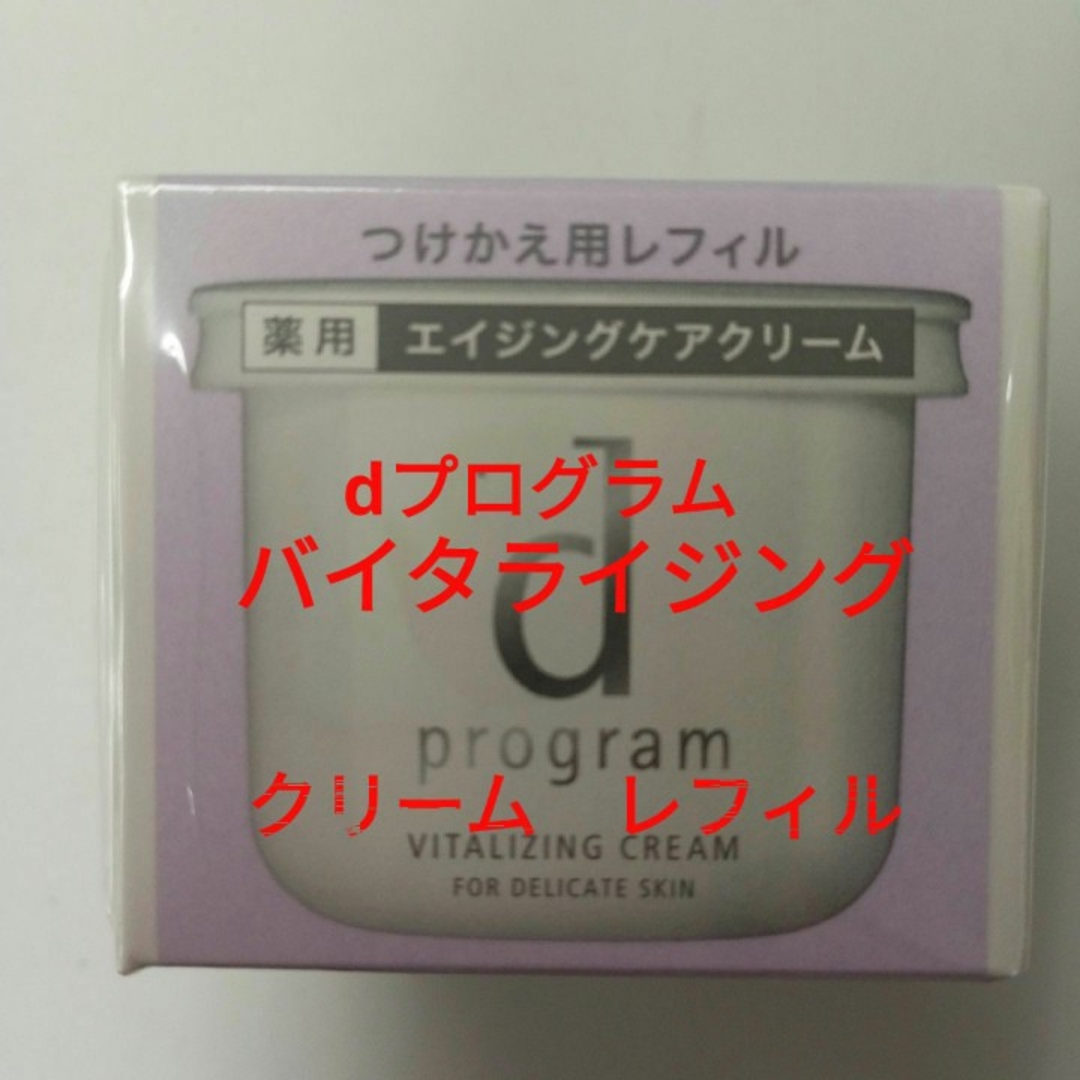 つけかえ用レフィル
薬用 エイジングケアクリーム
d
dプログラム
バイタライジング
program
クリーム レフィル
VITALIZING CREAM
FOR DELICATE SKIN